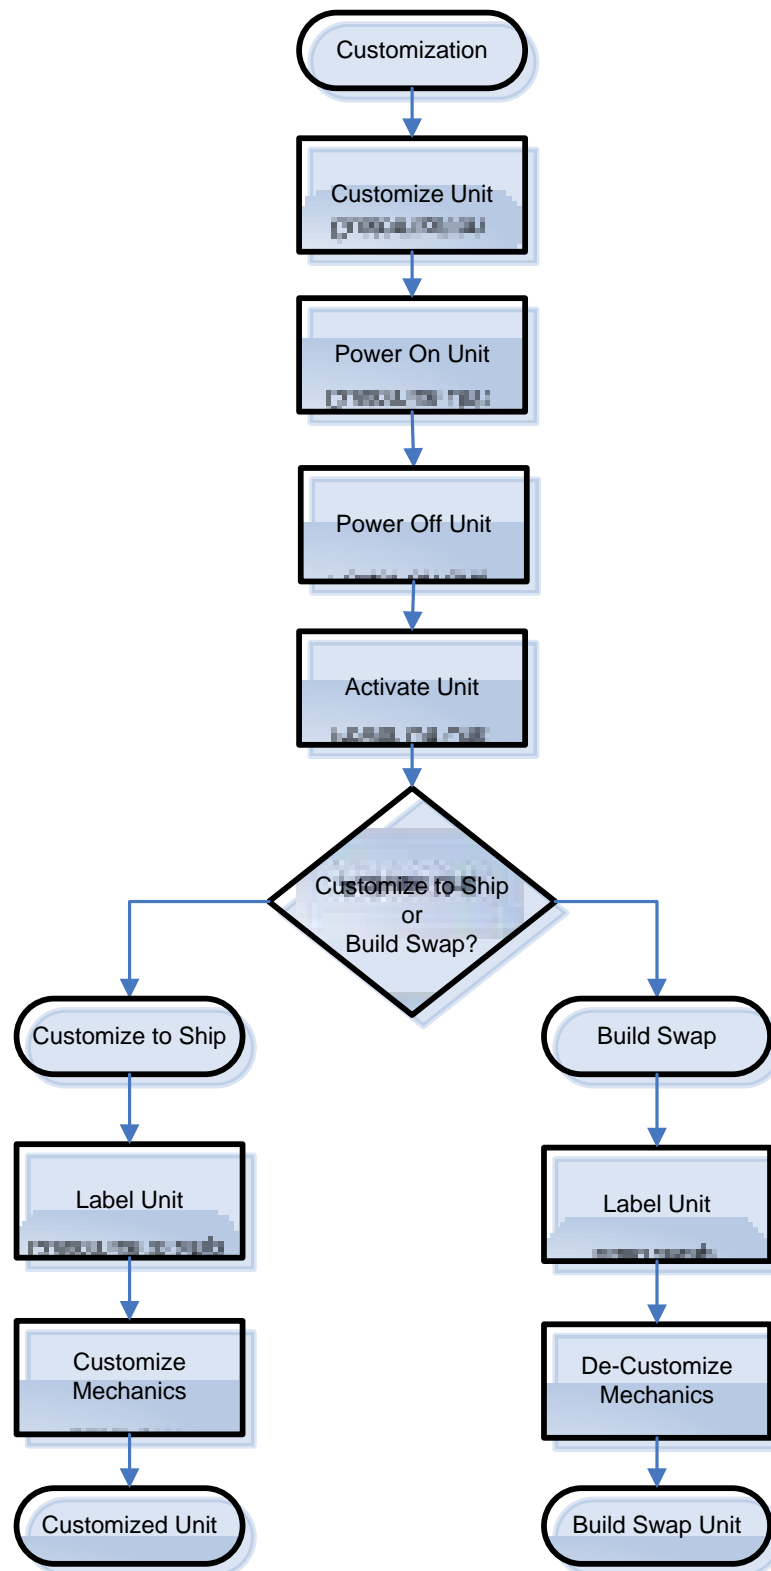 Customization
Customize Unit
Power On Unit
Power Off Unit
Activate Unit
Customize to Ship
or
Build Swap?
Customize to Ship
Build Swap
Label Unit
Label Unit
Customize
Mechanics
De-Customize
Mechanics
Customized Unit
Build Swap Unit